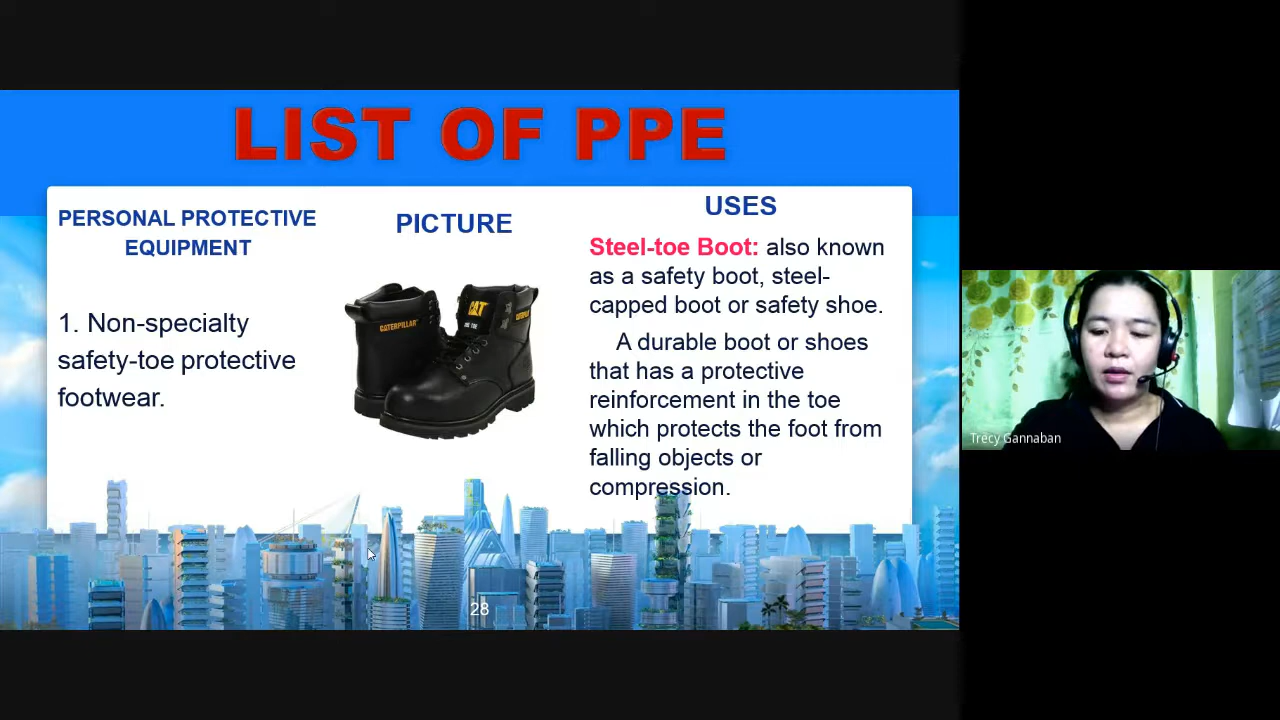 LIST OF PPE
PERSONAL PROTECTIVE
EQUIPMENT
1. Non-specialty
safety-toe protective
footwear.
PICTURE
CAT
CATERPILLAR
USES
Steel-toe Boot: also known
as a safety boot, steel-
capped boot or safety shoe.
A durable boot or shoes
that has a protective
reinforcement in the toe
which protects the foot from
falling objects or
compression.
28
Trecy Gannaban